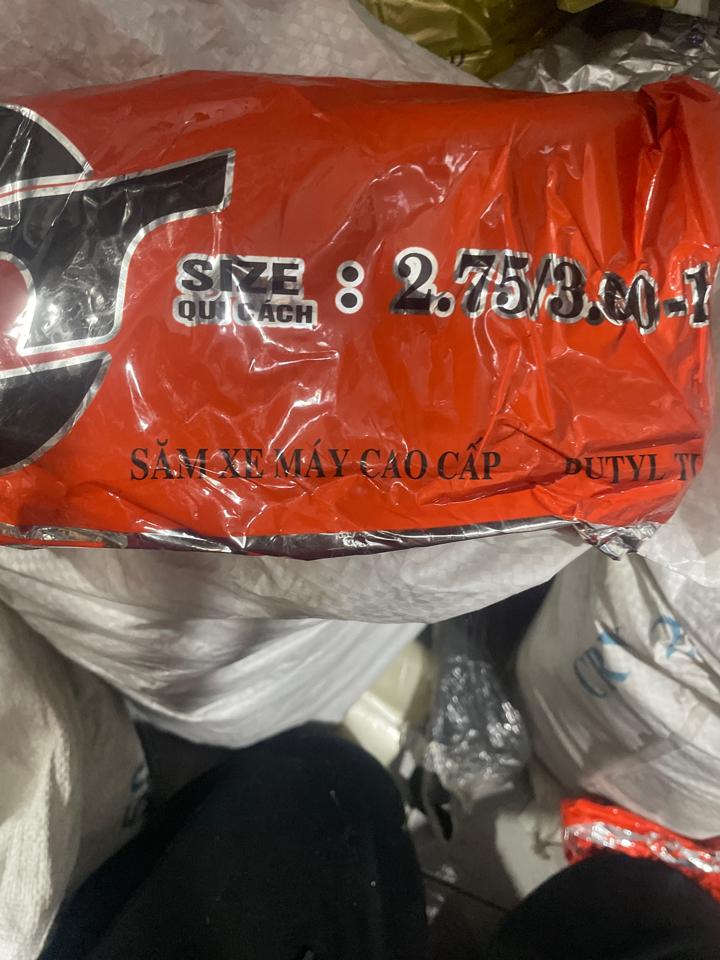 SIZE : 2.75/3.00-1
QUI CÁCH
SĂM XE MÁY CAO CẤP BUTYL